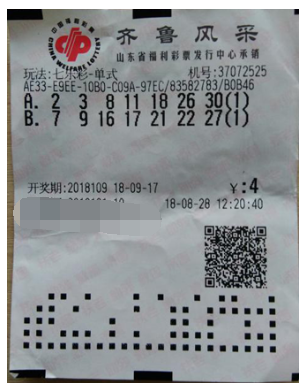 齐鲁风采
山东省福利彩票发行中心承销
玩法:七乐彩-单式 机号:37072525
AE33-E9EE-10B0-C09A-97EC/83582783/B0B46
A. 2 3 8 11 18 26 30(1)
B. 7 9 16 17 21 22 27(1)
开奖期:2018109 18-09-17 ¥:4
18-08-28 12:20:40